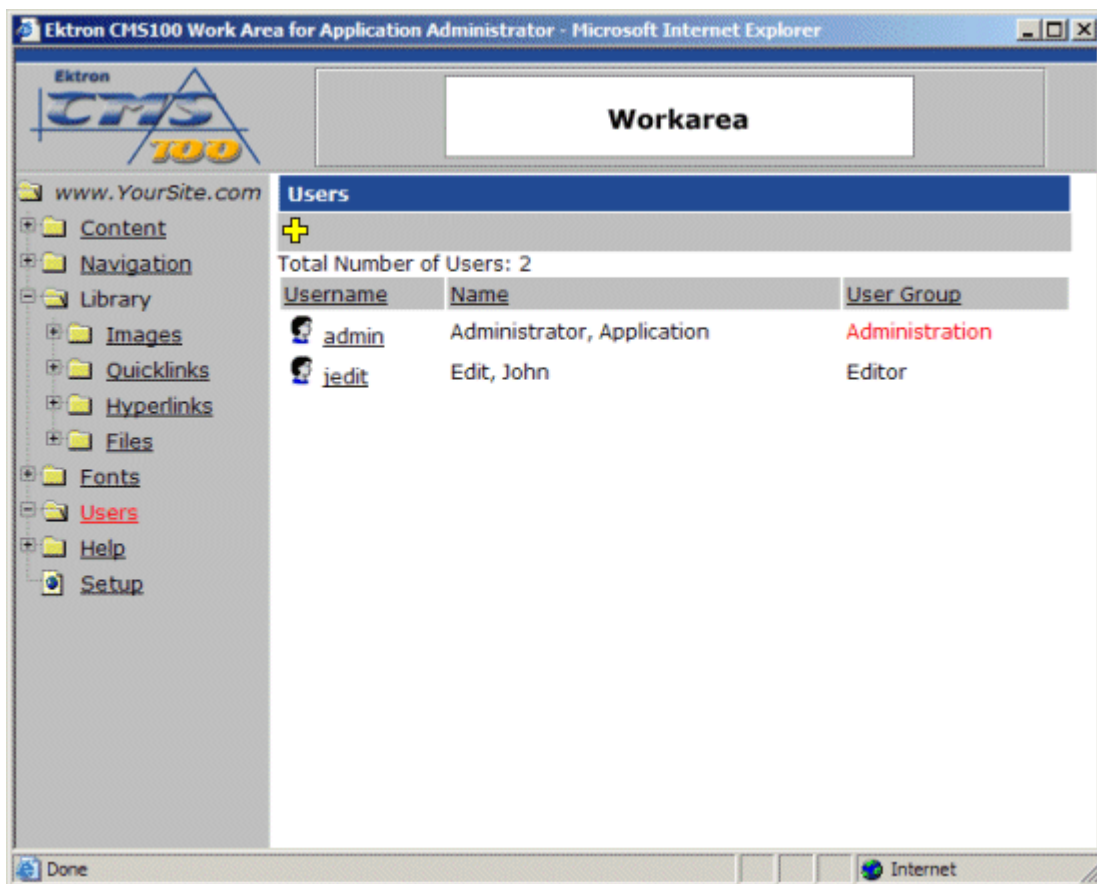 Ektron CMS100 Work Area for Application Administrator - Microsoft Internet Explorer
Ektron
CMS
100
Workarea
www.YourSite.com
Content
Navigation
Library
Images
Quicklinks
Hyperlinks
Files
Fonts
Users
Help
Setup
Users
Total Number of Users: 2
Username Name User Group
admin Administrator, Application Administration
jedit Edit, John Editor
Done Internet